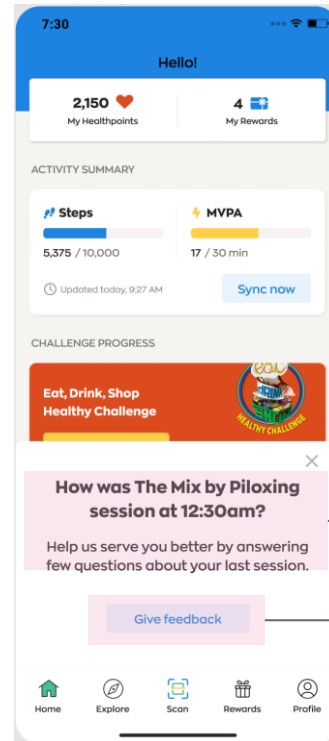 7:30
Hello!
2,150
4
My Healthpoints
My Rewards
ACTIVITY SUMMARY
Steps
MVPA
5,375 / 10,000
17 / 30 min
Updated today, 9:27 AM
Sync now
CHALLENGE PROGRESS
Eat, Drink, Shop
Healthy Challenge
eat
DRINK
SHOP
HEALTHY CHALLENGE
How was The Mix by Piloxing
session at 12:30am?
Help us serve you better by answering
few questions about your last session.
Give feedback
Home
Explore
Scan
Rewards
Profile